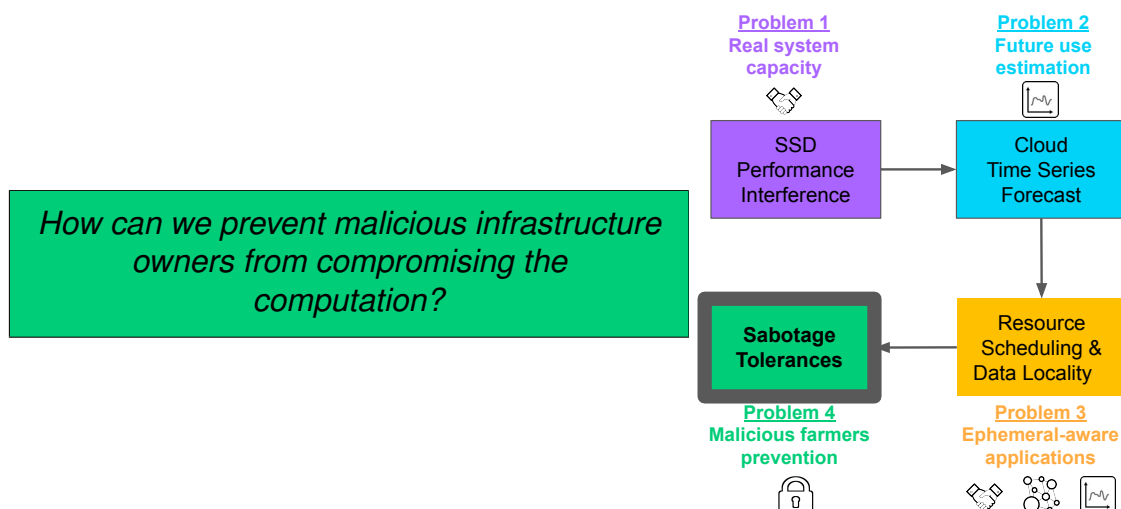 How can we prevent malicious infrastructure
owners from compromising the
computation?
Problem 1
Real system
capacity
SSD
Performance
Interference
Problem 2
Future use
estimation
Cloud
Time Series
Forecast
Sabotage
Tolerances
Problem 4
Malicious farmers
prevention
Resource
Scheduling &
Data Locality
Problem 3
Ephemeral-aware
applications